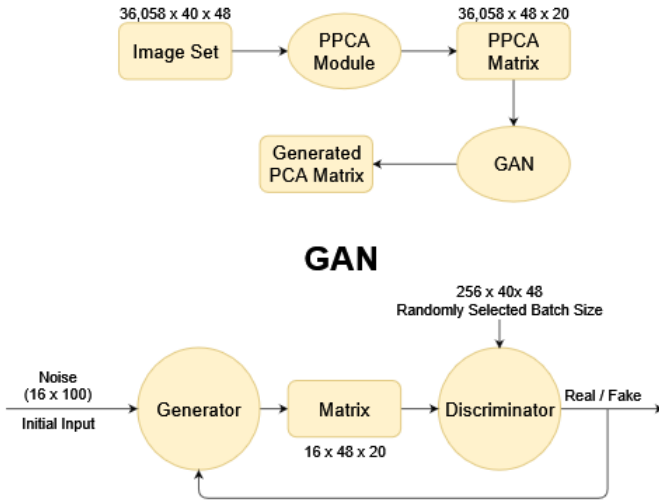 36,058 x 40 x 48
Image Set
PPCA
Module
36,058 x 48 x 20
PPCA
Matrix
Generated
PCA Matrix
GAN
GAN
256 x 40x 48
Randomly Selected Batch Size
Noise
(16 x 100)
Initial Input
Generator
Matrix
16 x 48 x 20
Discriminator
Real / Fake